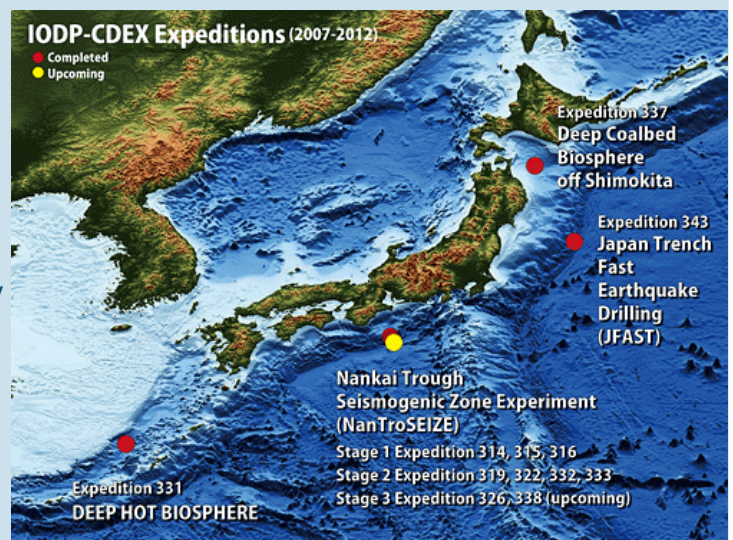 IODP-CDEX Expeditions (2007-2012)
Completed
Upcoming
Expedition 337
Deep Coalbed
Biosphere
off Shimokita
Expedition 343
Japan Trench
Fast
Earthquake
Drilling
(JFAST)
Nankai Trough
Seismogenic Zone Experiment
(NanTroSEIZE)
Stage 1 Expedition 314, 315, 316
Stage 2 Expedition 319, 322, 332, 333
Stage 3 Expedition 326, 338 (upcoming)
Expedition 331
DEEP HOT BIOSPHERE